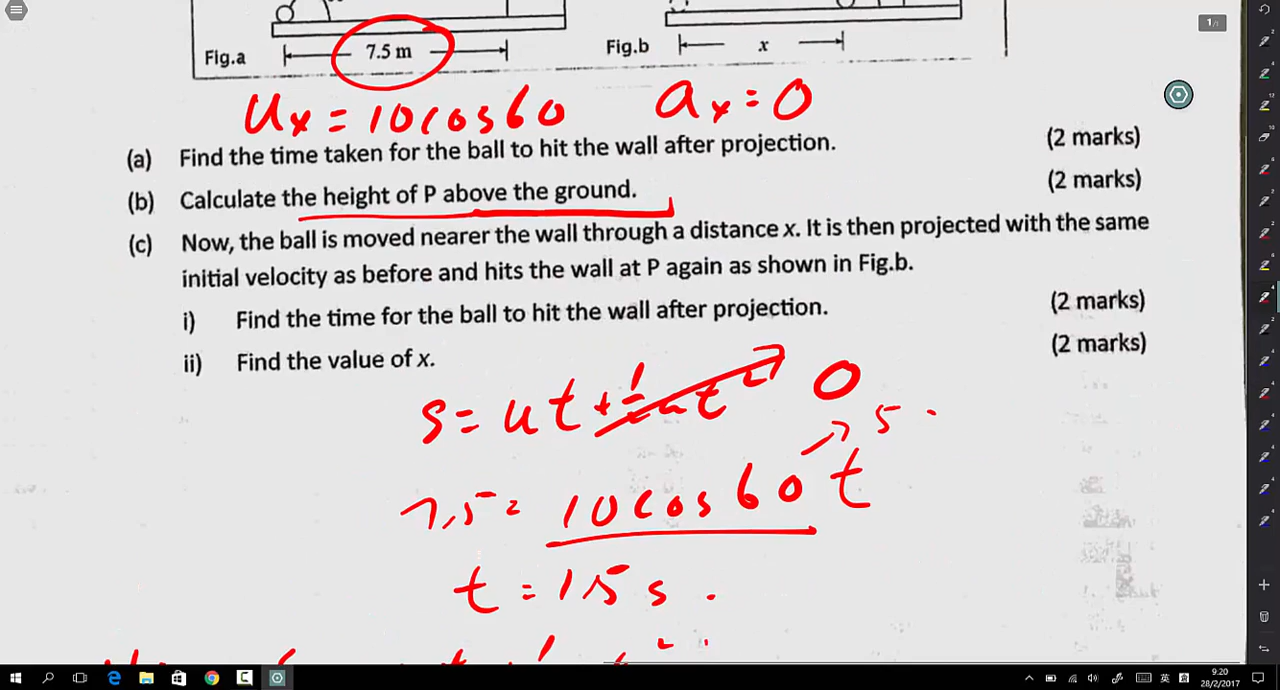 1/1
Fig.a
7.5 m
Fig.b
x
Ux = 10cos60 ax = 0
(a) Find the time taken for the ball to hit the wall after projection. (2 marks)
(b) Calculate the height of P above the ground. (2 marks)
(c) Now, the ball is moved nearer the wall through a distance x. It is then projected with the same
initial velocity as before and hits the wall at P again as shown in Fig.b.
i) Find the time for the ball to hit the wall after projection. (2 marks)
ii) Find the value of x. (2 marks)
s = ut + ½at² 0
5
7.5 = 10cos60 t
t = 1.5 s.
9:20
28/2/2017
英